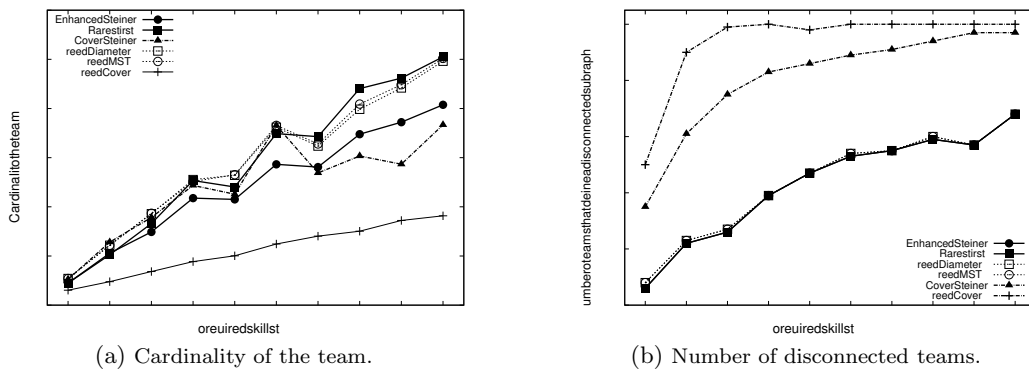 EnhancedSteiner
Rarestirst
CoverSteiner
reedDiameter
reedMST
reedCover
Cardinalitotheteam
oreuiredskillst
(a) Cardinality of the team.
umberoteamsthatdeineadisconnectedsubraph
EnhancedSteiner
Rarestirst
reedDiameter
reedMST
CoverSteiner
reedCover
oreuiredskillst
(b) Number of disconnected teams.